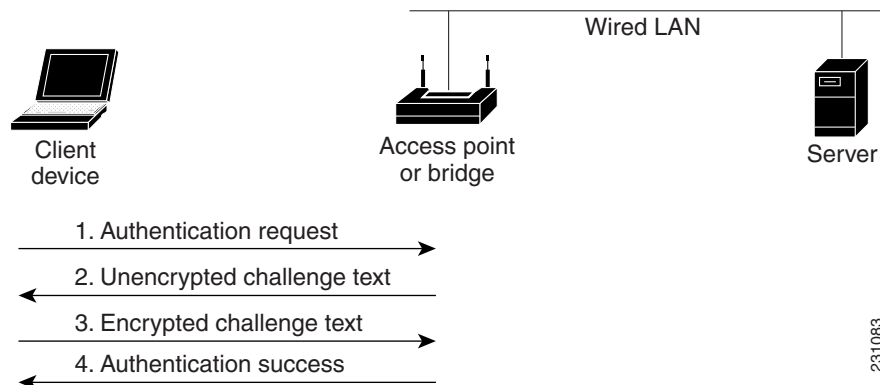 Wired LAN
Client
device
Access point
or bridge
Server
1. Authentication request
2. Unencrypted challenge text
3. Encrypted challenge text
4. Authentication success
231083